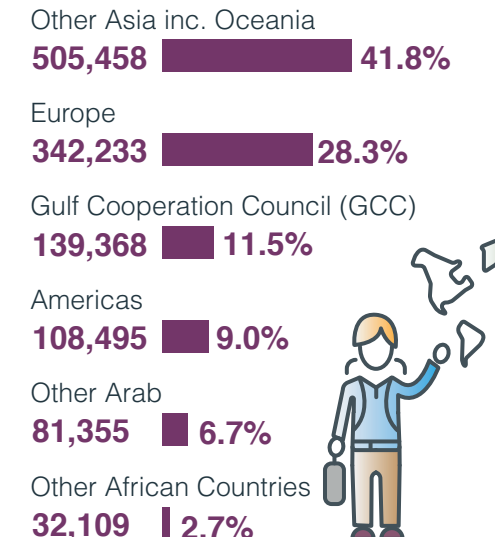 Other Asia inc. Oceania
505,458 41.8%
Europe
342,233 28.3%
Gulf Cooperation Council (GCC)
139,368 11.5%
Americas
108,495 9.0%
Other Arab
81,355 6.7%
Other African Countries
32,109 2.7%